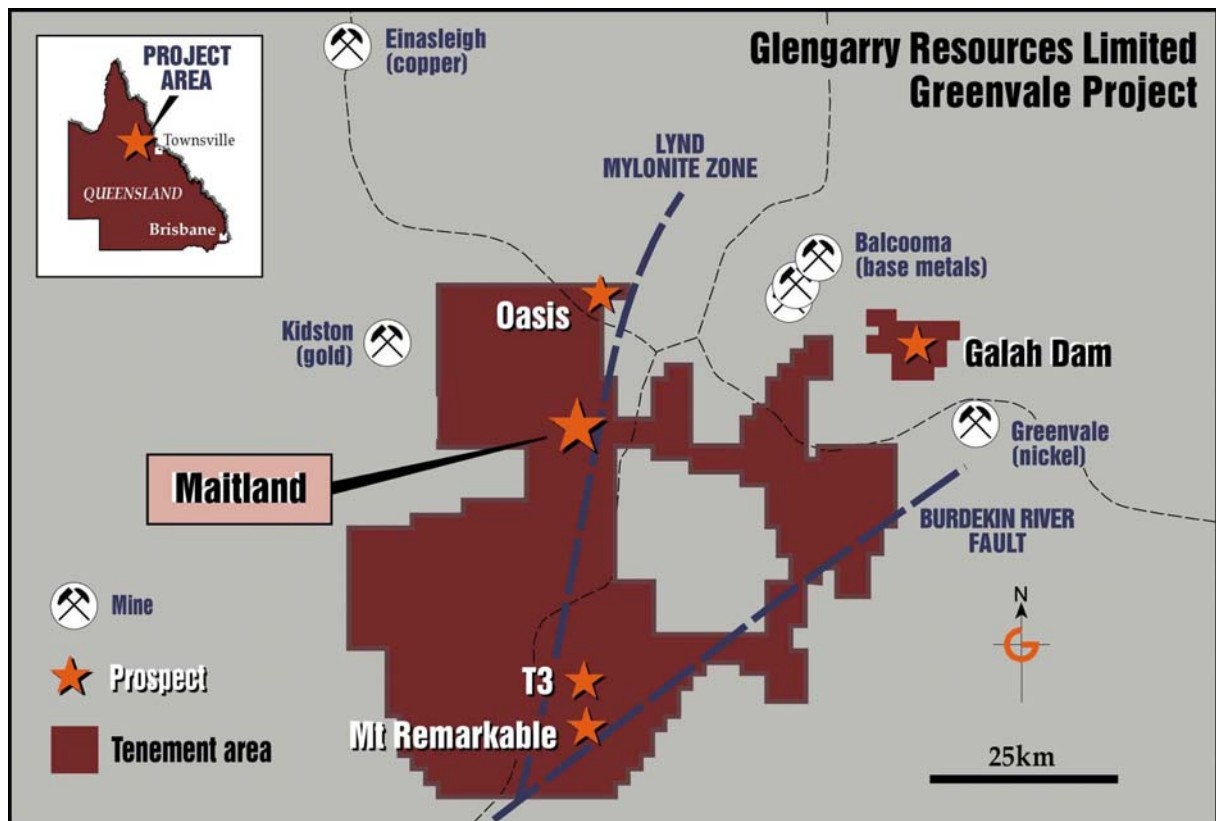 Glengarry Resources Limited
Greenvale Project
PROJECT
AREA
Townsville
QUEENSLAND
Brisbane
Einasleigh
(copper)
LYND
MYLONITE ZONE
Balcooma
(base metals)
Oasis
Kidston
(gold)
Galah Dam
Maitland
Greenvale
(nickel)
BURDEKIN RIVER
FAULT
Mine
Prospect
Tenement area
T3
Mt Remarkable
N
25km